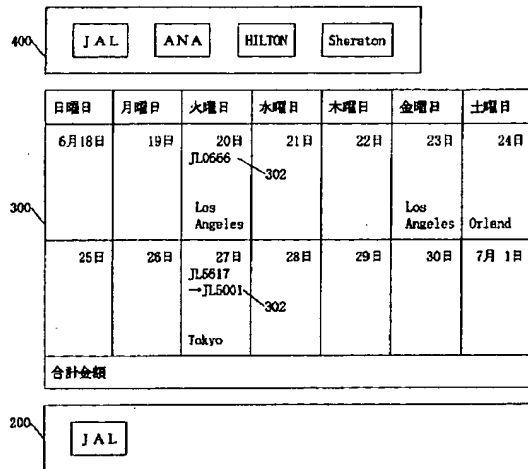 400
JAL ANA HILTON Sheraton
300
日曜日 月曜日 火曜日 水曜日 木曜日 金曜日 土曜日
6月18日 19日 20日 21日 22日 23日 24日
JL0666
302
Los Los
Angeles Angeles Orland
25日 26日 27日 28日 29日 30日 7月 1日
JL5617
→JL5001
302
Tokyo
合計金額
200
JAL